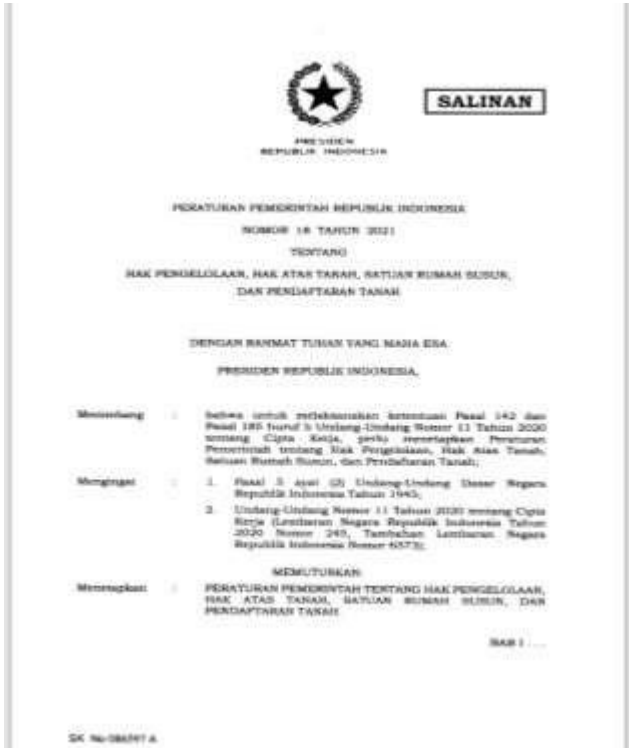 SALINAN
PRESIDEN
REPUBLIK INDONESIA
PERATURAN PEMERINTAH REPUBLIK INDONESIA
NOMOR 18 TAHUN 2021
TENTANG
HAK PENGELOLAAN, HAK ATAS TANAH, SATUAN RUMAH SUSUN,
DAN PENDAFTARAN TANAH
DENGAN RAHMAT TUHAN YANG MAHA ESA
PRESIDEN REPUBLIK INDONESIA,
Menimbang : bahwa untuk melaksanakan ketentuan Pasal 142 dan
Pasal 185 huruf b Undang-Undang Nomor 11 Tahun 2020
tentang Cipta Kerja, perlu menetapkan Peraturan
Pemerintah tentang Hak Pengelolaan, Hak Atas Tanah,
Satuan Rumah Susun, dan Pendaftaran Tanah;
Mengingat : 1. Pasal 5 ayat (2) Undang-Undang Dasar Negara
Republik Indonesia Tahun 1945;
2. Undang-Undang Nomor 11 Tahun 2020 tentang Cipta
Kerja (Lembaran Negara Republik Indonesia Tahun
2020 Nomor 245, Tambahan Lembaran Negara
Republik Indonesia Nomor 6573);
MEMUTUSKAN:
Menetapkan : PERATURAN PEMERINTAH TENTANG HAK PENGELOLAAN,
HAK ATAS TANAH, SATUAN RUMAH SUSUN, DAN
PENDAFTARAN TANAH
BAB I ....
SK No